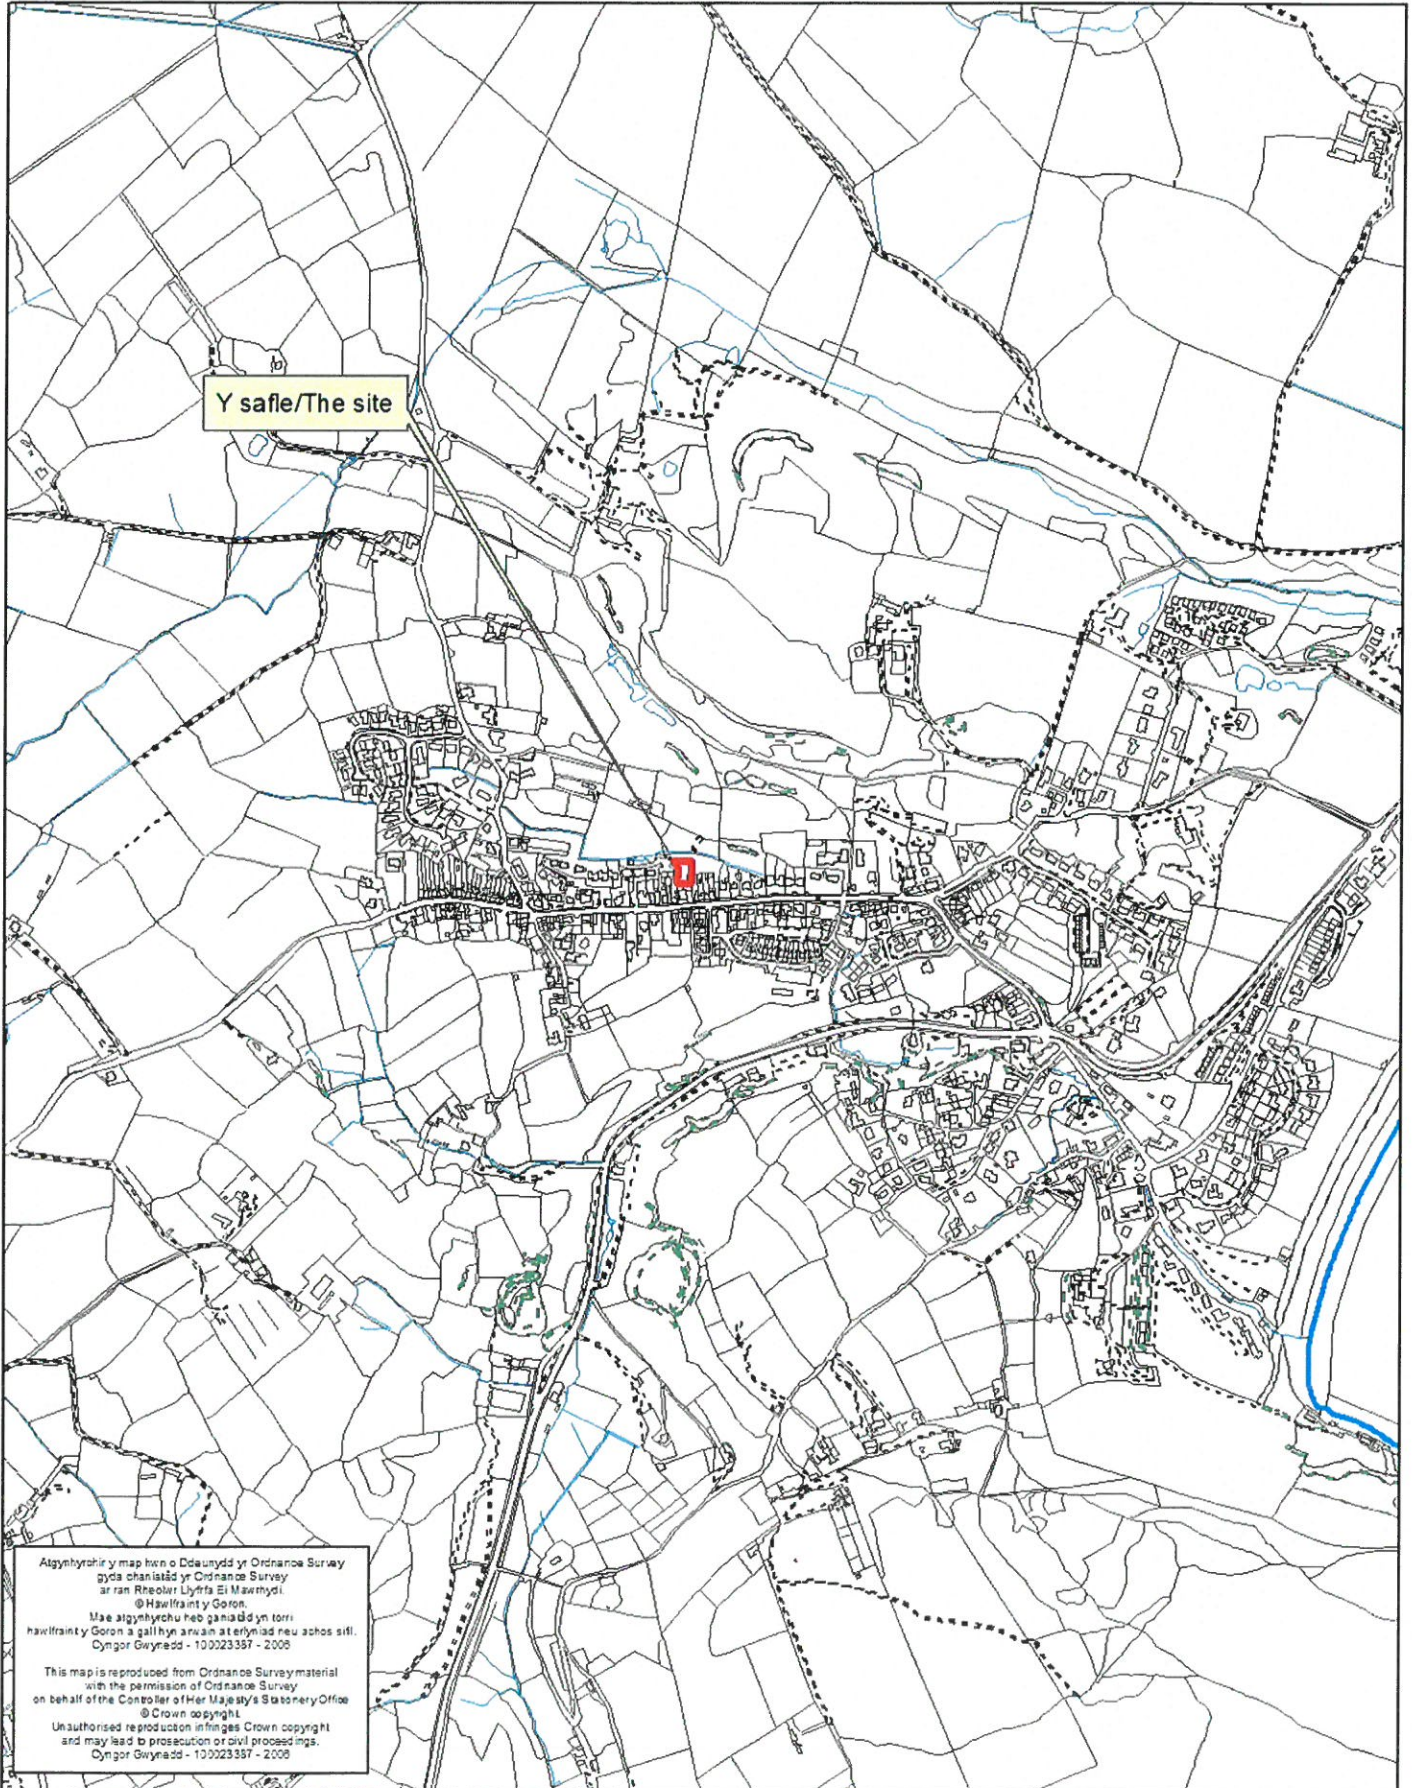 Y safle/The site
Atgynhyrchir y map hwn o Ddeunydd yr Ordnance Survey
gyda chaniatâd yr Ordnance Survey
ar ran Rheolwr Llyfrfa Ei Mawrhydi.
© Hawlfraint y Goron.
Mae atgynhyrchu heb ganiatâd yn torri
hawlfraint y Goron a gall hyn arwain at erlyniad neu achos sifil.
Cyngor Gwynedd - 100023387 - 2006
This map is reproduced from Ordnance Survey material
with the permission of Ordnance Survey
on behalf of the Controller of Her Majesty's Stationery Office
© Crown copyright.
Unauthorised reproduction infringes Crown copyright
and may lead to prosecution or civil proceedings.
Cyngor Gwynedd - 100023387 - 2006